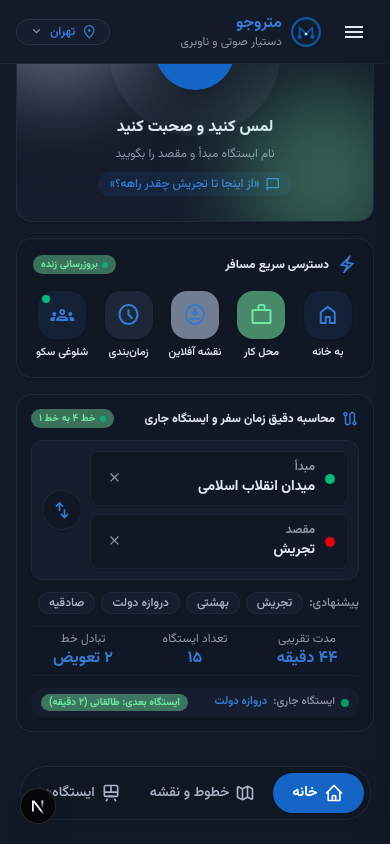 متروجو
دستیار صوتی و ناوبری
تهران
لمس کنید و صحبت کنید
نام ایستگاه مبدأ و مقصد را بگویید
«از اینجا تا تجریش چقدر راهه؟»
دسترسی سریع مسافر
بروزرسانی زنده
به خانه
محل کار
نقشه آفلاین
زمان‌بندی
شلوغی سکو
محاسبه دقیق زمان سفر و ایستگاه جاری
خط ۴ به خط ۱
مبدأ
میدان انقلاب اسلامی
مقصد
تجریش
پیشنهادی: تجریش بهشتی دروازه دولت صادقیه
مدت تقریبی
۴۴ دقیقه
تعداد ایستگاه
۱۵
تبادل خط
۲ تعویض
ایستگاه جاری: دروازه دولت
ایستگاه بعدی: طالقانی (۲ دقیقه)
خانه
خطوط و نقشه
N